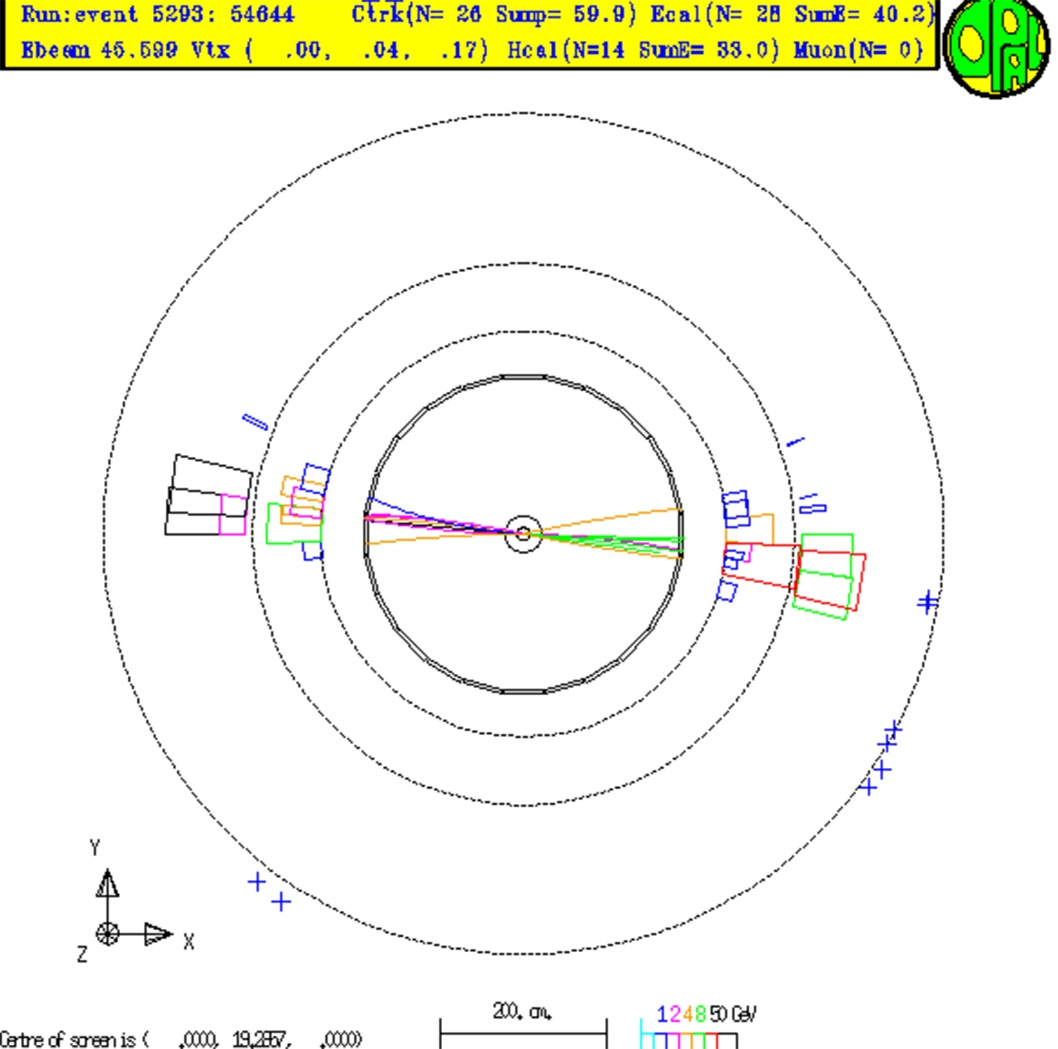 Run:event 5293: 54644 Ctrk(N= 26 Sump= 59.9) Ecal(N= 28 SumE= 40.2)
Ebeam 45.599 Vtx ( .00, .04, .17) Hcal(N=14 SumE= 33.0) Muon(N= 0)
OPAL
Y
X
Z
200. cm.
1 2 4 8 50 GeV
Centre of screen is ( .0000, 19.2857, .0000)